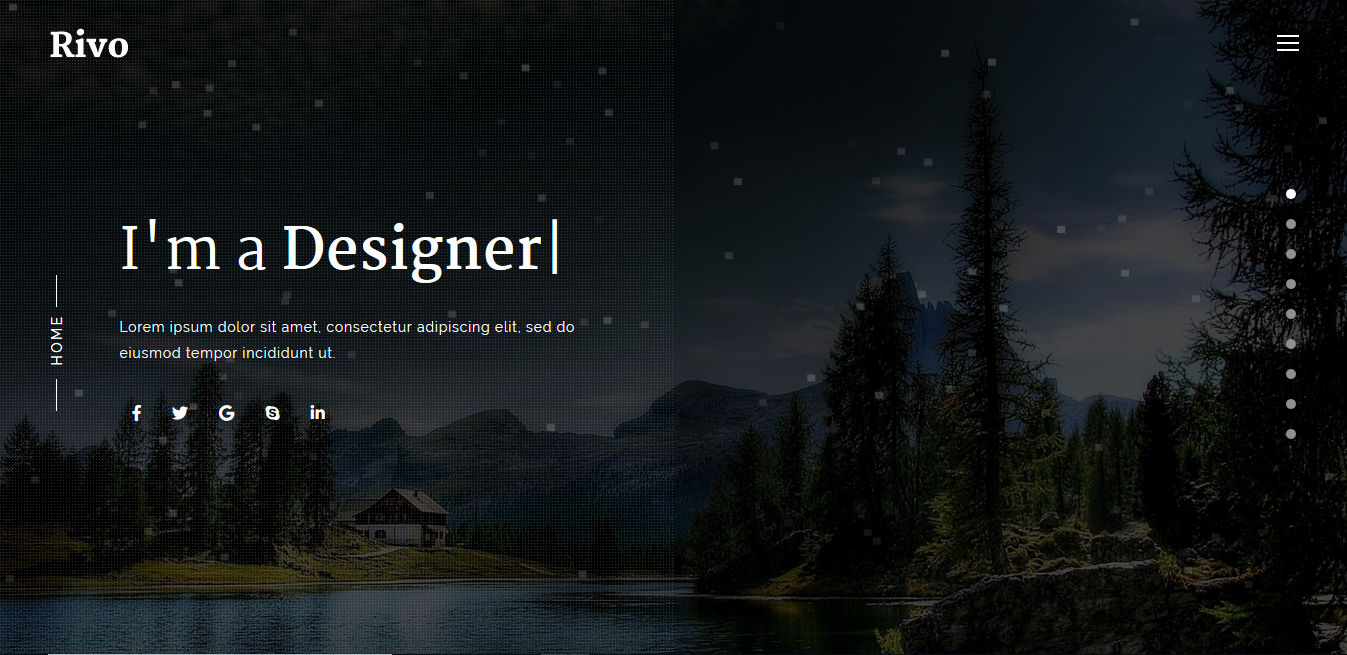 Rivo
I'm a Designer|
HOME
Lorem ipsum dolor sit amet, consectetur adipiscing elit, sed do
eiusmod tempor incididunt ut.